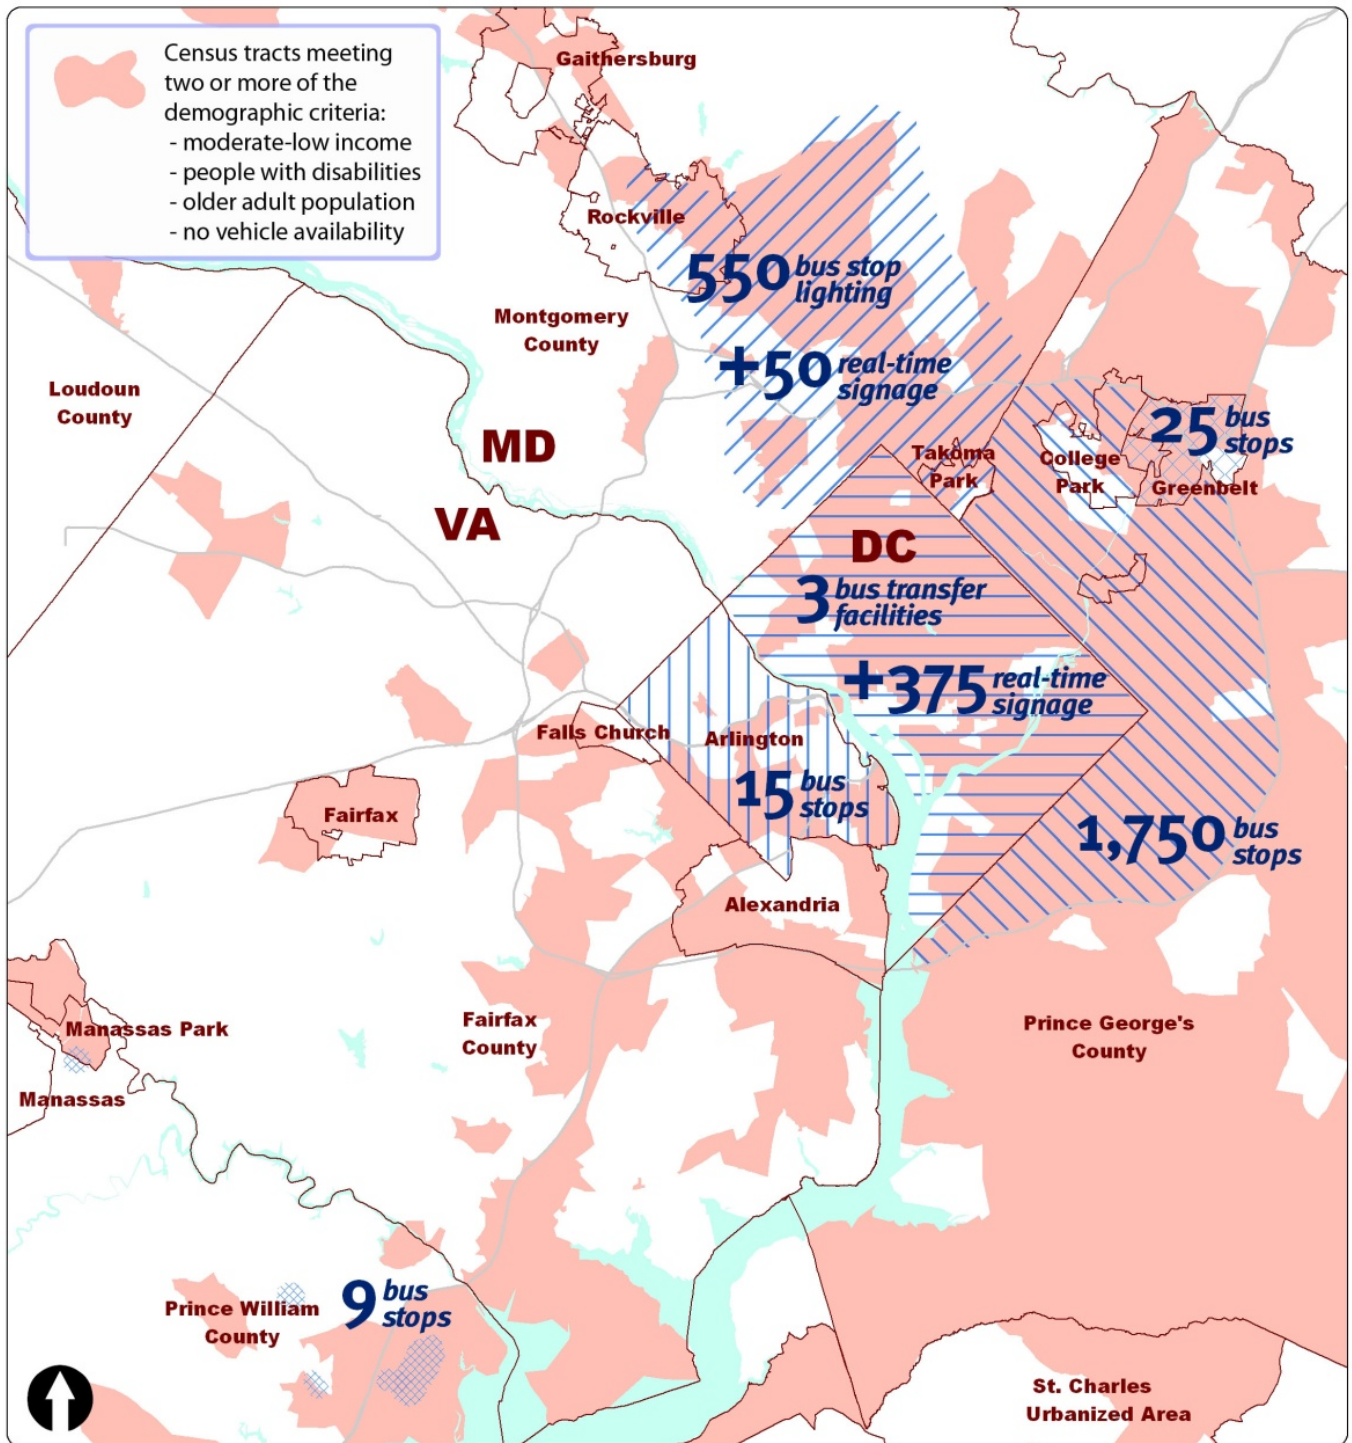 Census tracts meeting
two or more of the
demographic criteria:
- moderate-low income
- people with disabilities
- older adult population
- no vehicle availability
Gaithersburg
Rockville
550 bus stop
lighting
Montgomery
County
+50 real-time
signage
Loudoun
County
MD
VA
25 bus
stops
Takoma
Park
College
Park
Greenbelt
DC
3 bus transfer
facilities
+375 real-time
signage
Falls Church
Arlington
15 bus
stops
Fairfax
1,750 bus
stops
Alexandria
Fairfax
County
Prince George's
County
Manassas Park
Manassas
9 bus
stops
Prince William
County
St. Charles
Urbanized Area